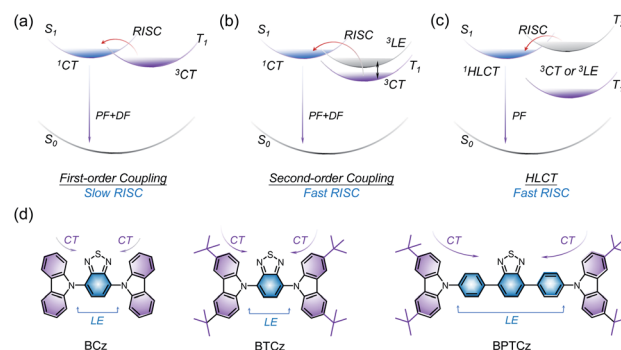 (a)
S1
RISC
T1
1CT
3CT
PF+DF
S0
First-order Coupling
Slow RISC
(b)
S1
RISC
3LE
T1
1CT
3CT
PF+DF
S0
Second-order Coupling
Fast RISC
(c)
S1
RISC
Tn
1HLCT
3CT or 3LE
T1
PF
S0
HLCT
Fast RISC
(d)
CT CT
S
N N
N N
LE
BCz
CT CT
S
N N
N N
LE
BTCz
CT CT
S
N N
N N
LE
BPTCz